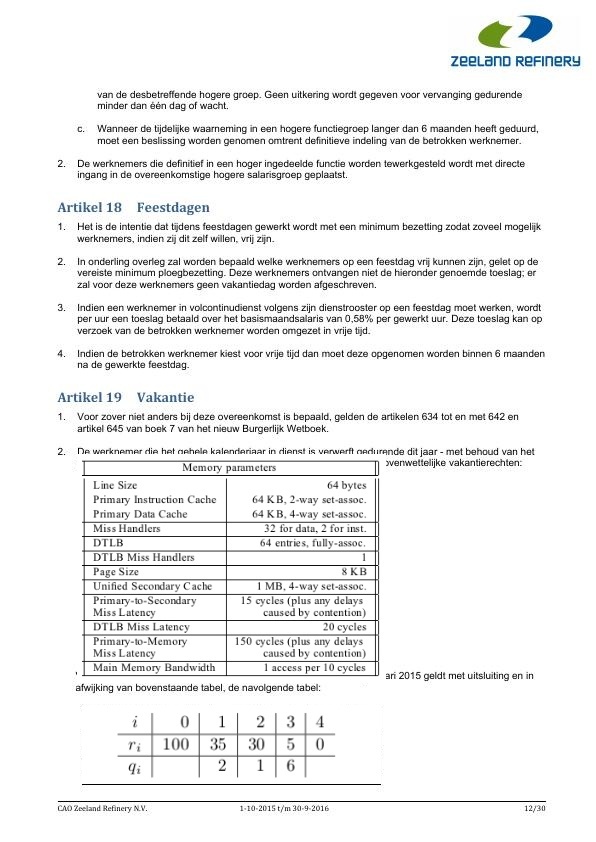 ZEELAND REFINERY
van de desbetreffende hogere groep. Geen uitkering wordt gegeven voor vervanging gedurende
minder dan één dag of wacht.
c. Wanneer de tijdelijke waarneming in een hogere functiegroep langer dan 6 maanden heeft geduurd,
moet een beslissing worden genomen omtrent definitieve indeling van de betrokken werknemer.
2. De werknemers die definitief in een hoger ingedeelde functie worden tewerkgesteld wordt met directe
ingang in de overeenkomstige hogere salarisgroep geplaatst.
Artikel 18 Feestdagen
1. Het is de intentie dat tijdens feestdagen gewerkt wordt met een minimum bezetting zodat zoveel mogelijk
werknemers, indien zij dit zelf willen, vrij zijn.
2. In onderling overleg zal worden bepaald welke werknemers op een feestdag vrij kunnen zijn, gelet op de
vereiste minimum ploegbezetting. Deze werknemers ontvangen niet de hieronder genoemde toeslag; er
zal voor deze werknemers geen vakantiedag worden afgeschreven.
3. Indien een werknemer in volcontinudienst volgens zijn dienstrooster op een feestdag moet werken, wordt
per uur een toeslag betaald over het basismaandsalaris van 0,58% per gewerkt uur. Deze toeslag kan op
verzoek van de betrokken werknemer worden omgezet in vrije tijd.
4. Indien de betrokken werknemer kiest voor vrije tijd dan moet deze opgenomen worden binnen 6 maanden
na de gewerkte feestdag.
Artikel 19 Vakantie
1. Voor zover niet anders bij deze overeenkomst is bepaald, gelden de artikelen 634 tot en met 642 en
artikel 645 van boek 7 van het nieuw Burgerlijk Wetboek.
2. De werknemer die het gehele kalenderjaar in dienst is verwerft gedurende dit jaar - met behoud van het
ovenwettelijke vakantierechten:
Memory parameters
Line Size 64 bytes
Primary Instruction Cache 64 KB, 2-way set-assoc.
Primary Data Cache 64 KB, 4-way set-assoc.
Miss Handlers 32 for data, 2 for inst.
DTLB 64 entries, fully-assoc.
DTLB Miss Handlers 1
Page Size 8 KB
Unified Secondary Cache 1 MB, 4-way set-assoc.
Primary-to-Secondary 15 cycles (plus any delays
Miss Latency caused by contention)
DTLB Miss Latency 20 cycles
Primary-to-Memory 150 cycles (plus any delays
Miss Latency caused by contention)
Main Memory Bandwidth 1 access per 10 cycles
ari 2015 geldt met uitsluiting en in
afwijking van bovenstaande tabel, de navolgende tabel:
i 0 1 2 3 4
r_i 100 35 30 5 0
q_i 2 1 6
CAO Zeeland Refinery N.V. 1-10-2015 t/m 30-9-2016 12/30